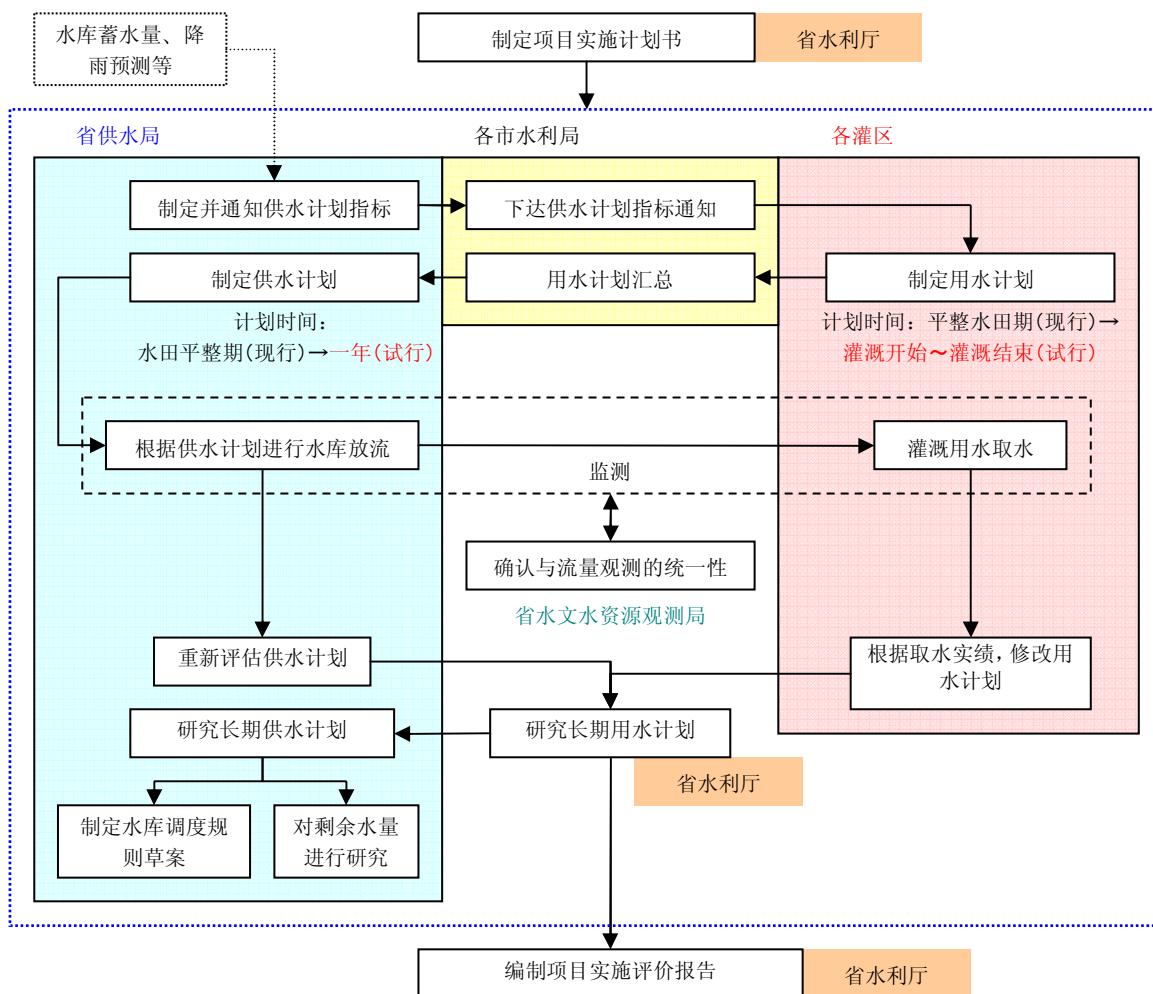 水库蓄水量、降
雨预测等
制定项目实施计划书
省水利厅
省供水局
各市水利局
各灌区
制定并通知供水计划指标
下达供水计划指标通知
制定供水计划
用水计划汇总
制定用水计划
计划时间：
水田平整期(现行)→一年(试行)
计划时间：平整水田期(现行)→
灌溉开始～灌溉结束(试行)
根据供水计划进行水库放流
灌溉用水取水
监测
确认与流量观测的统一性
省水文水资源观测局
重新评估供水计划
根据取水实绩，修改用
水计划
研究长期供水计划
研究长期用水计划
省水利厅
制定水库调度规
则草案
对剩余水量
进行研究
编制项目实施评价报告
省水利厅